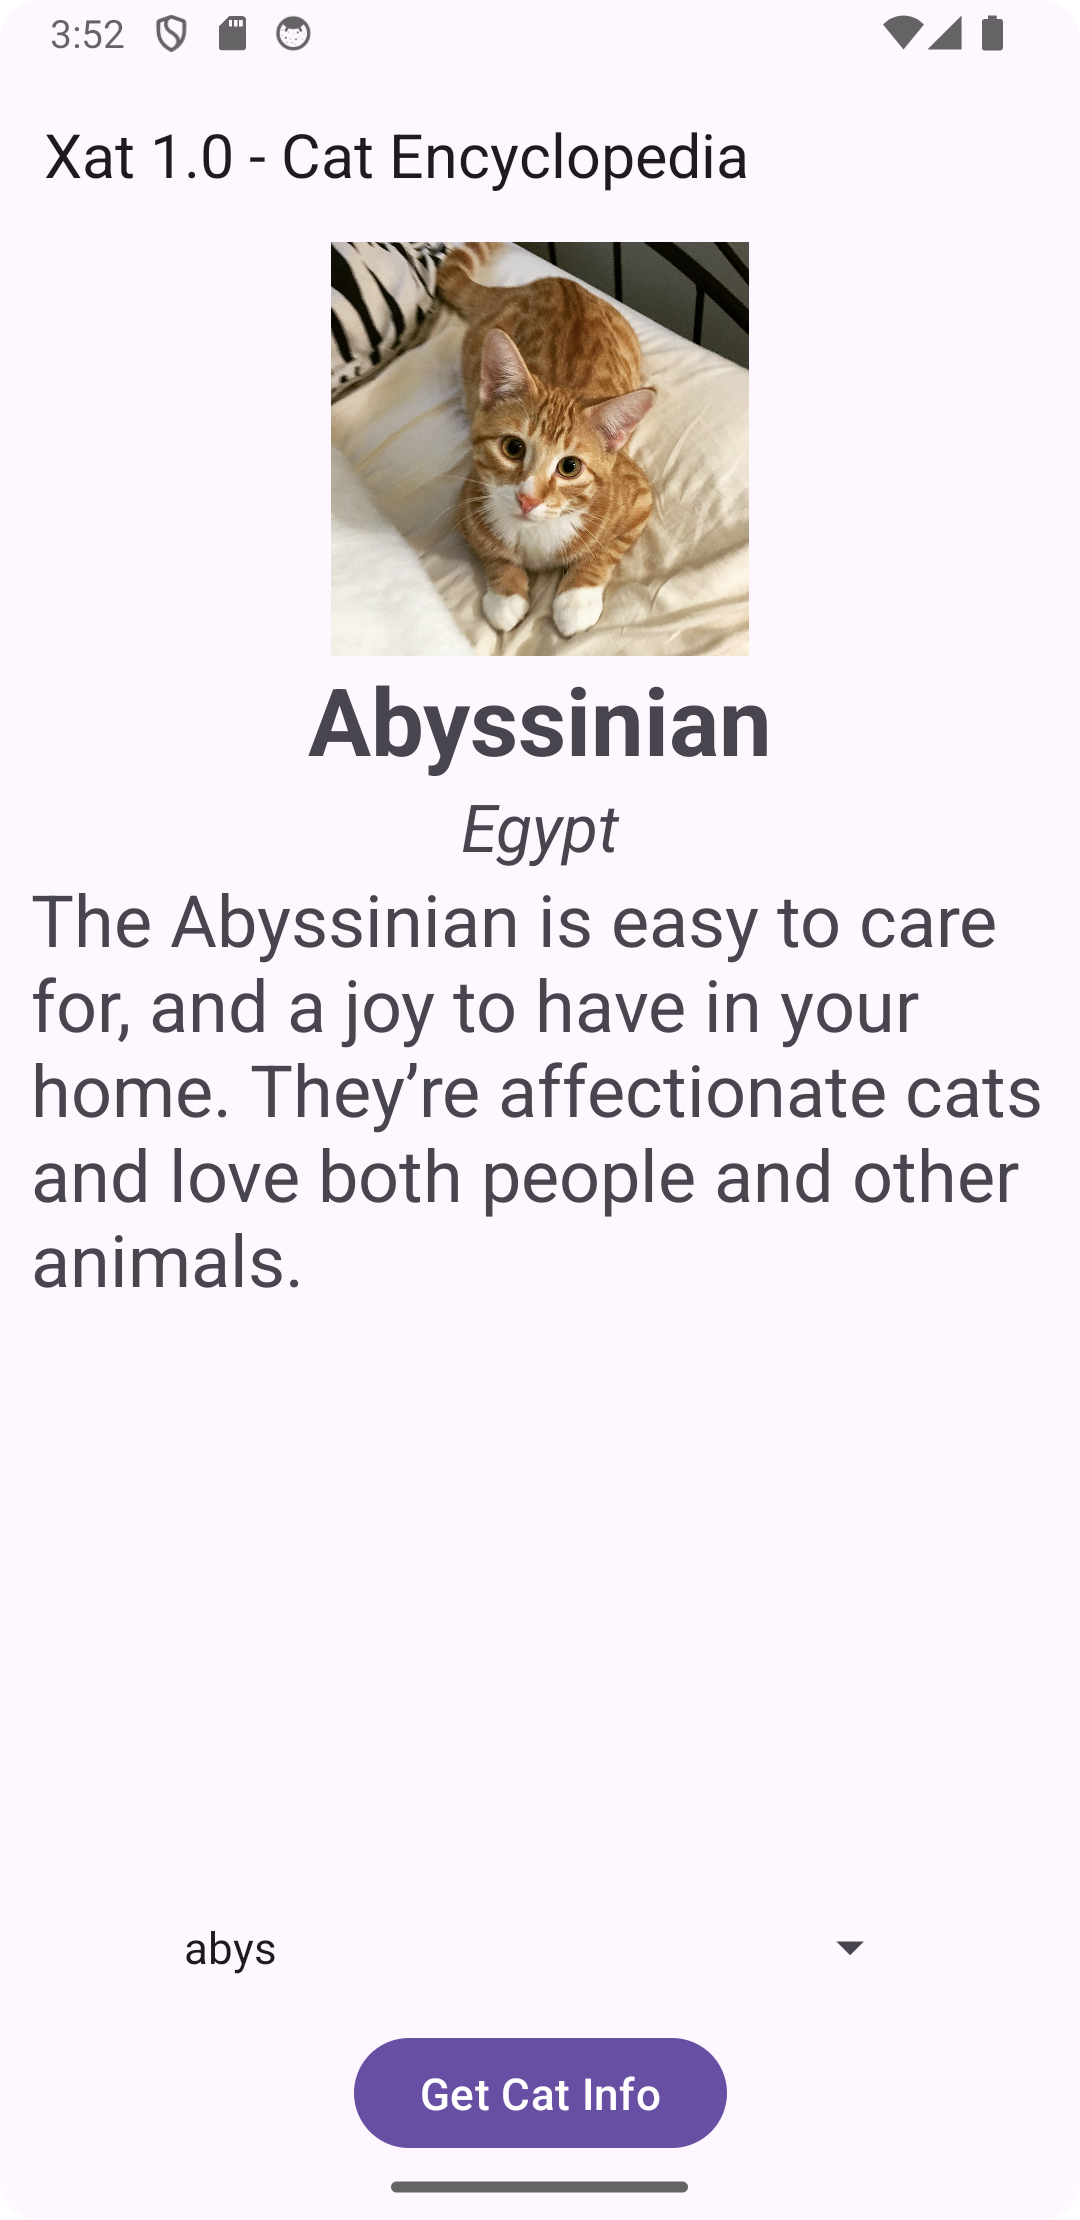 3:52
Xat 1.0 - Cat Encyclopedia
Abyssinian
Egypt
The Abyssinian is easy to care
for, and a joy to have in your
home. They’re affectionate cats
and love both people and other
animals.
abys
Get Cat Info